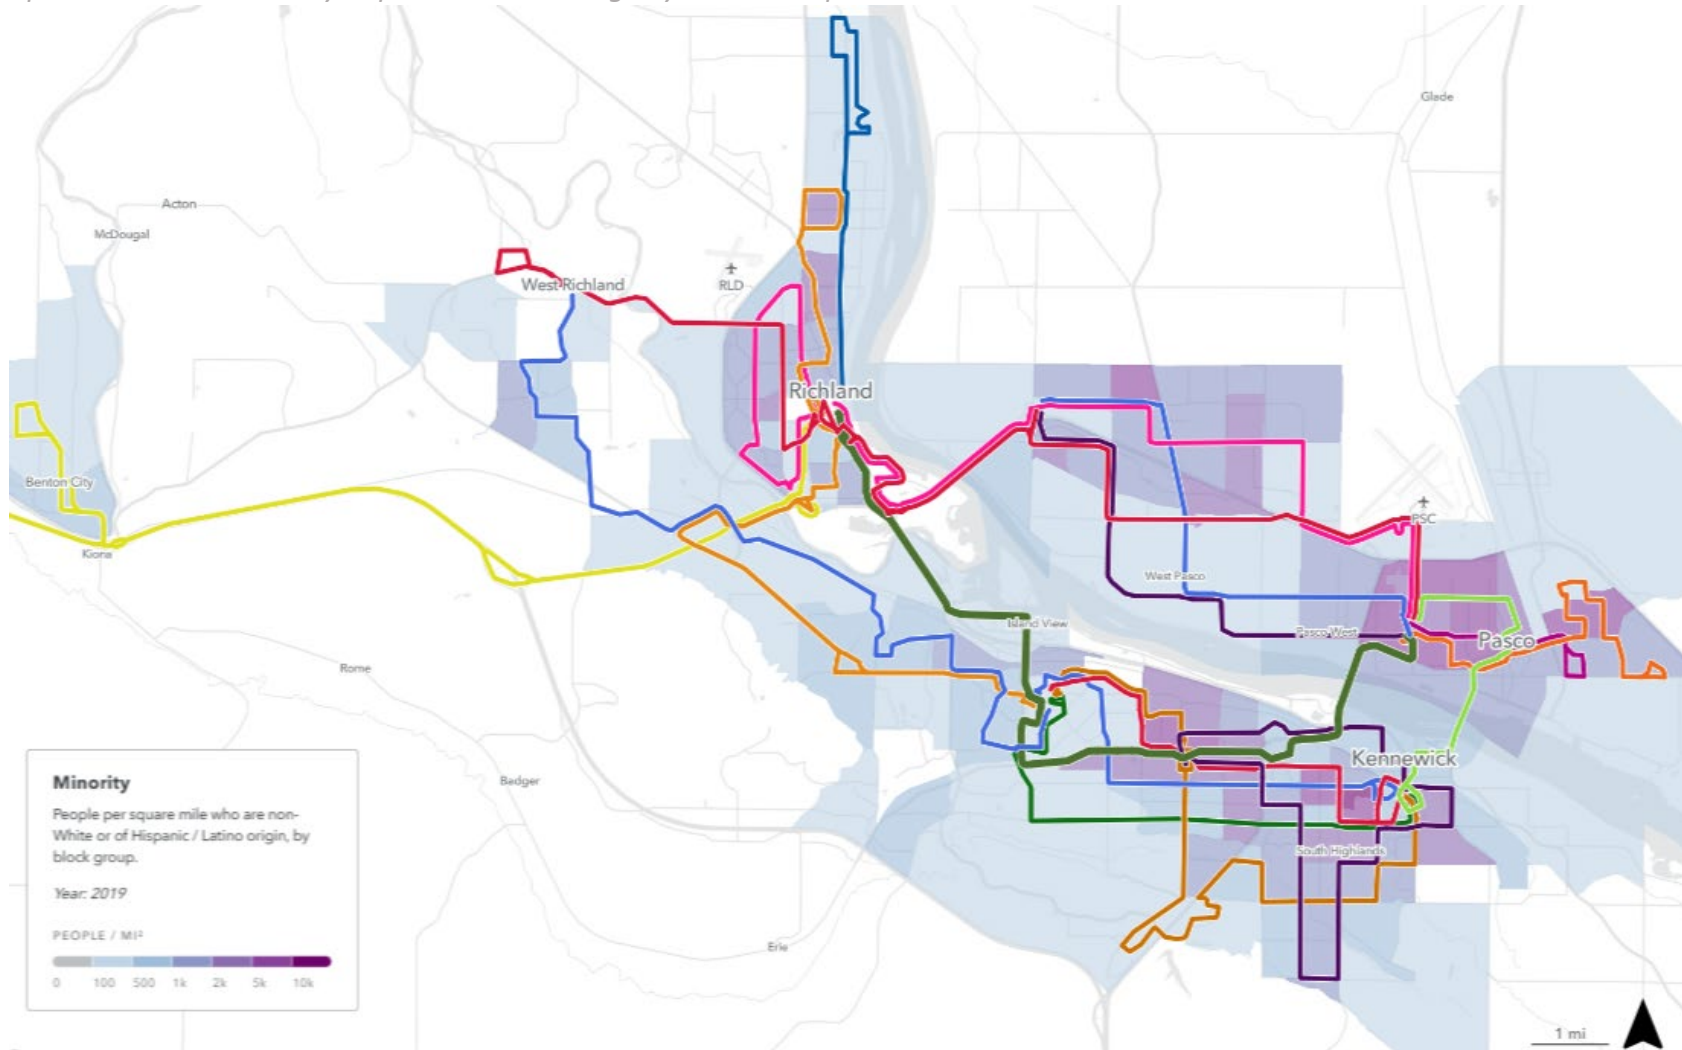 Glade
Acton
McDougal
West Richland
RLD
Richland
Benton City
Kiona
PSC
West Pasco
Island View
Pasco West
Pasco
Rome
Badger
Kennewick
South Highlands
Erie
Minority
People per square mile who are non-
White or of Hispanic / Latino origin, by
block group.
Year: 2019
PEOPLE / MI²
0 100 500 1k 2k 5k 10k
1 mi